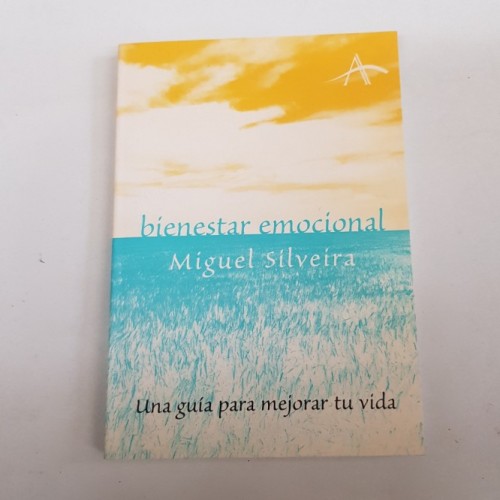 A
bienestar emocional
Miguel Silveira
Una guía para mejorar tu vida